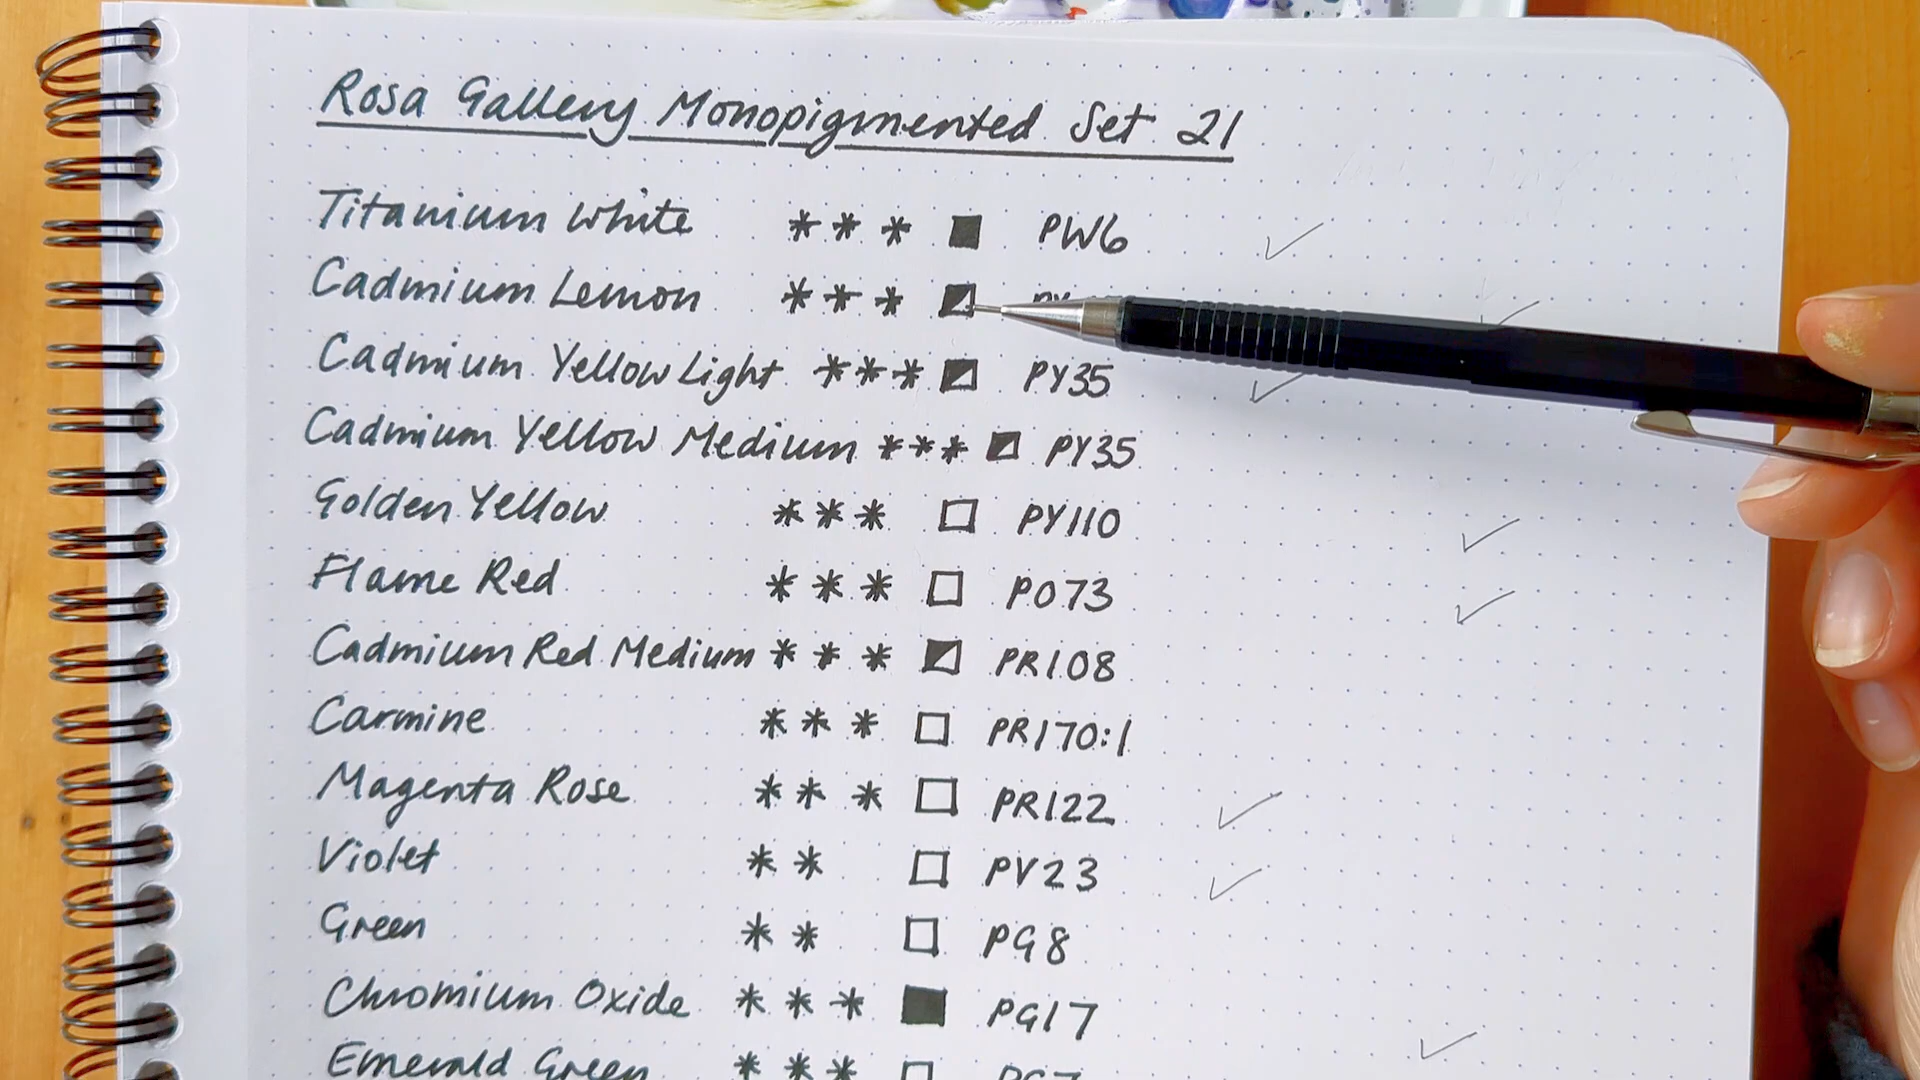 Rosa Gallery Monopigmented Set 21
Titanium White * * * PW6
Cadmium Lemon * * *
Cadmium Yellow Light * * * PY35
Cadmium Yellow Medium * * * PY35
Golden Yellow * * * PY110
Flame Red * * * PO73
Cadmium Red Medium * * * PR108
Carmine * * * PR170:1
Magenta Rose * * * PR122
Violet * * PV23
Green * * PG8
Chromium Oxide * * * PG17
Emerald Green * * * PG7